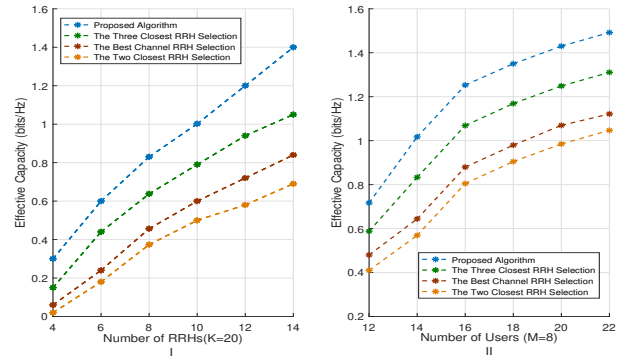 1.6
1.4
1.2
1
0.8
0.6
0.4
0.2
0
Effective Capacity (bits/Hz)
Proposed Algorithm
The Three Closest RRH Selection
The Best Channel RRH Selection
The Two Closest RRH Selection
4
6
8
10
12
14
Number of RRHs(K=20)
I
1.6
1.4
1.2
1
0.8
0.6
0.4
0.2
Effective Capacity (bits/Hz)
Proposed Algorithm
The Three Closest RRH Selection
The Best Channel RRH Selection
The Two Closest RRH Selection
12
14
16
18
20
22
Number of Users (M=8)
II